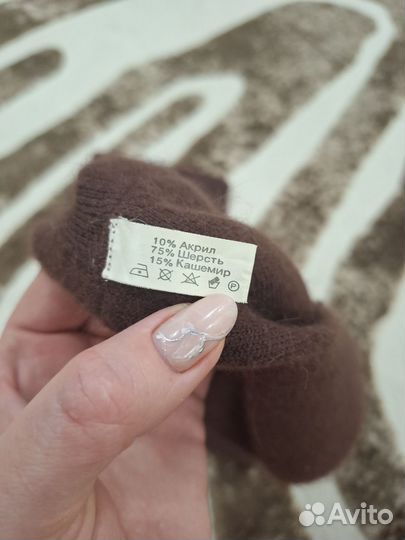 10% Акрил
75% Шерсть
15% Кашемир
P
Avito